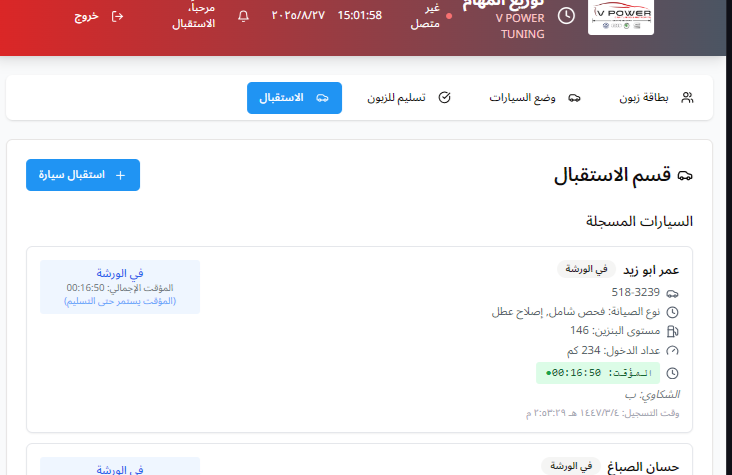 توزيع المهام
V POWER
TUNING
V POWER
غير متصل
15:01:58
٢٠٢٥/٨/٢٧
مرحباً، الاستقبال
خروج
بطاقة زبون
وضع السيارات
تسليم للزبون
الاستقبال
قسم الاستقبال
استقبال سيارة
السيارات المسجلة
عمر ابو زيد
في الورشة
518-3239
نوع الصيانة: فحص شامل, إصلاح عطل
مستوى البنزين: 146
عداد الدخول: 234 كم
المؤقت: 00:16:50
الشكاوي: ب
وقت التسجيل: ١٤٤٧/٣/٤ هـ ٢:٥٣:٢٩ م
في الورشة
المؤقت الإجمالي: 00:16:50
(المؤقت يستمر حتى التسليم)
حسان الصباغ
في الورشة
في الورشة